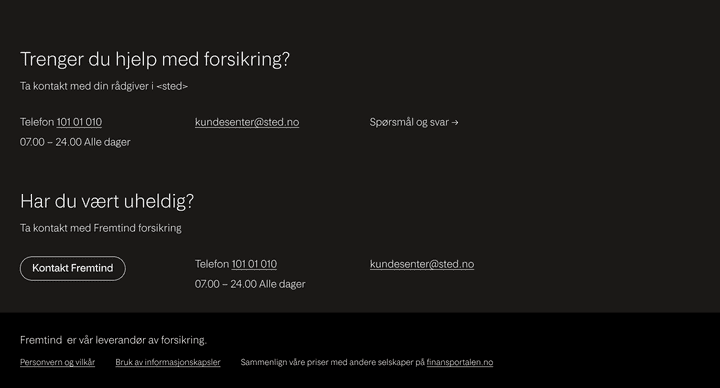 Trenger du hjelp med forsikring?
Ta kontakt med din rådgiver i <sted>
Telefon 101 01 010
07.00 – 24.00 Alle dager
kundesenter@sted.no
Spørsmål og svar →
Har du vært uheldig?
Ta kontakt med Fremtind forsikring
Kontakt Fremtind
Telefon 101 01 010
07.00 – 24.00 Alle dager
kundesenter@sted.no
Fremtind er vår leverandør av forsikring.
Personvern og vilkår
Bruk av informasjonskapsler
Sammenlign våre priser med andre selskaper på finansportalen.no